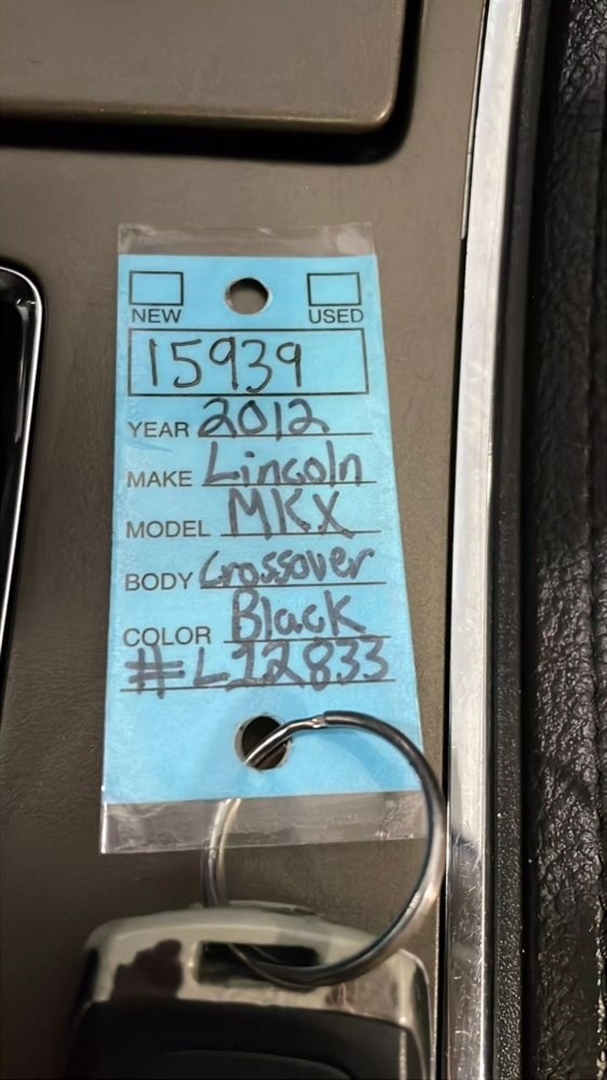 NEW USED
15939
YEAR 2012
MAKE Lincoln
MODEL MKX
BODY Crossover
COLOR Black
#L12833